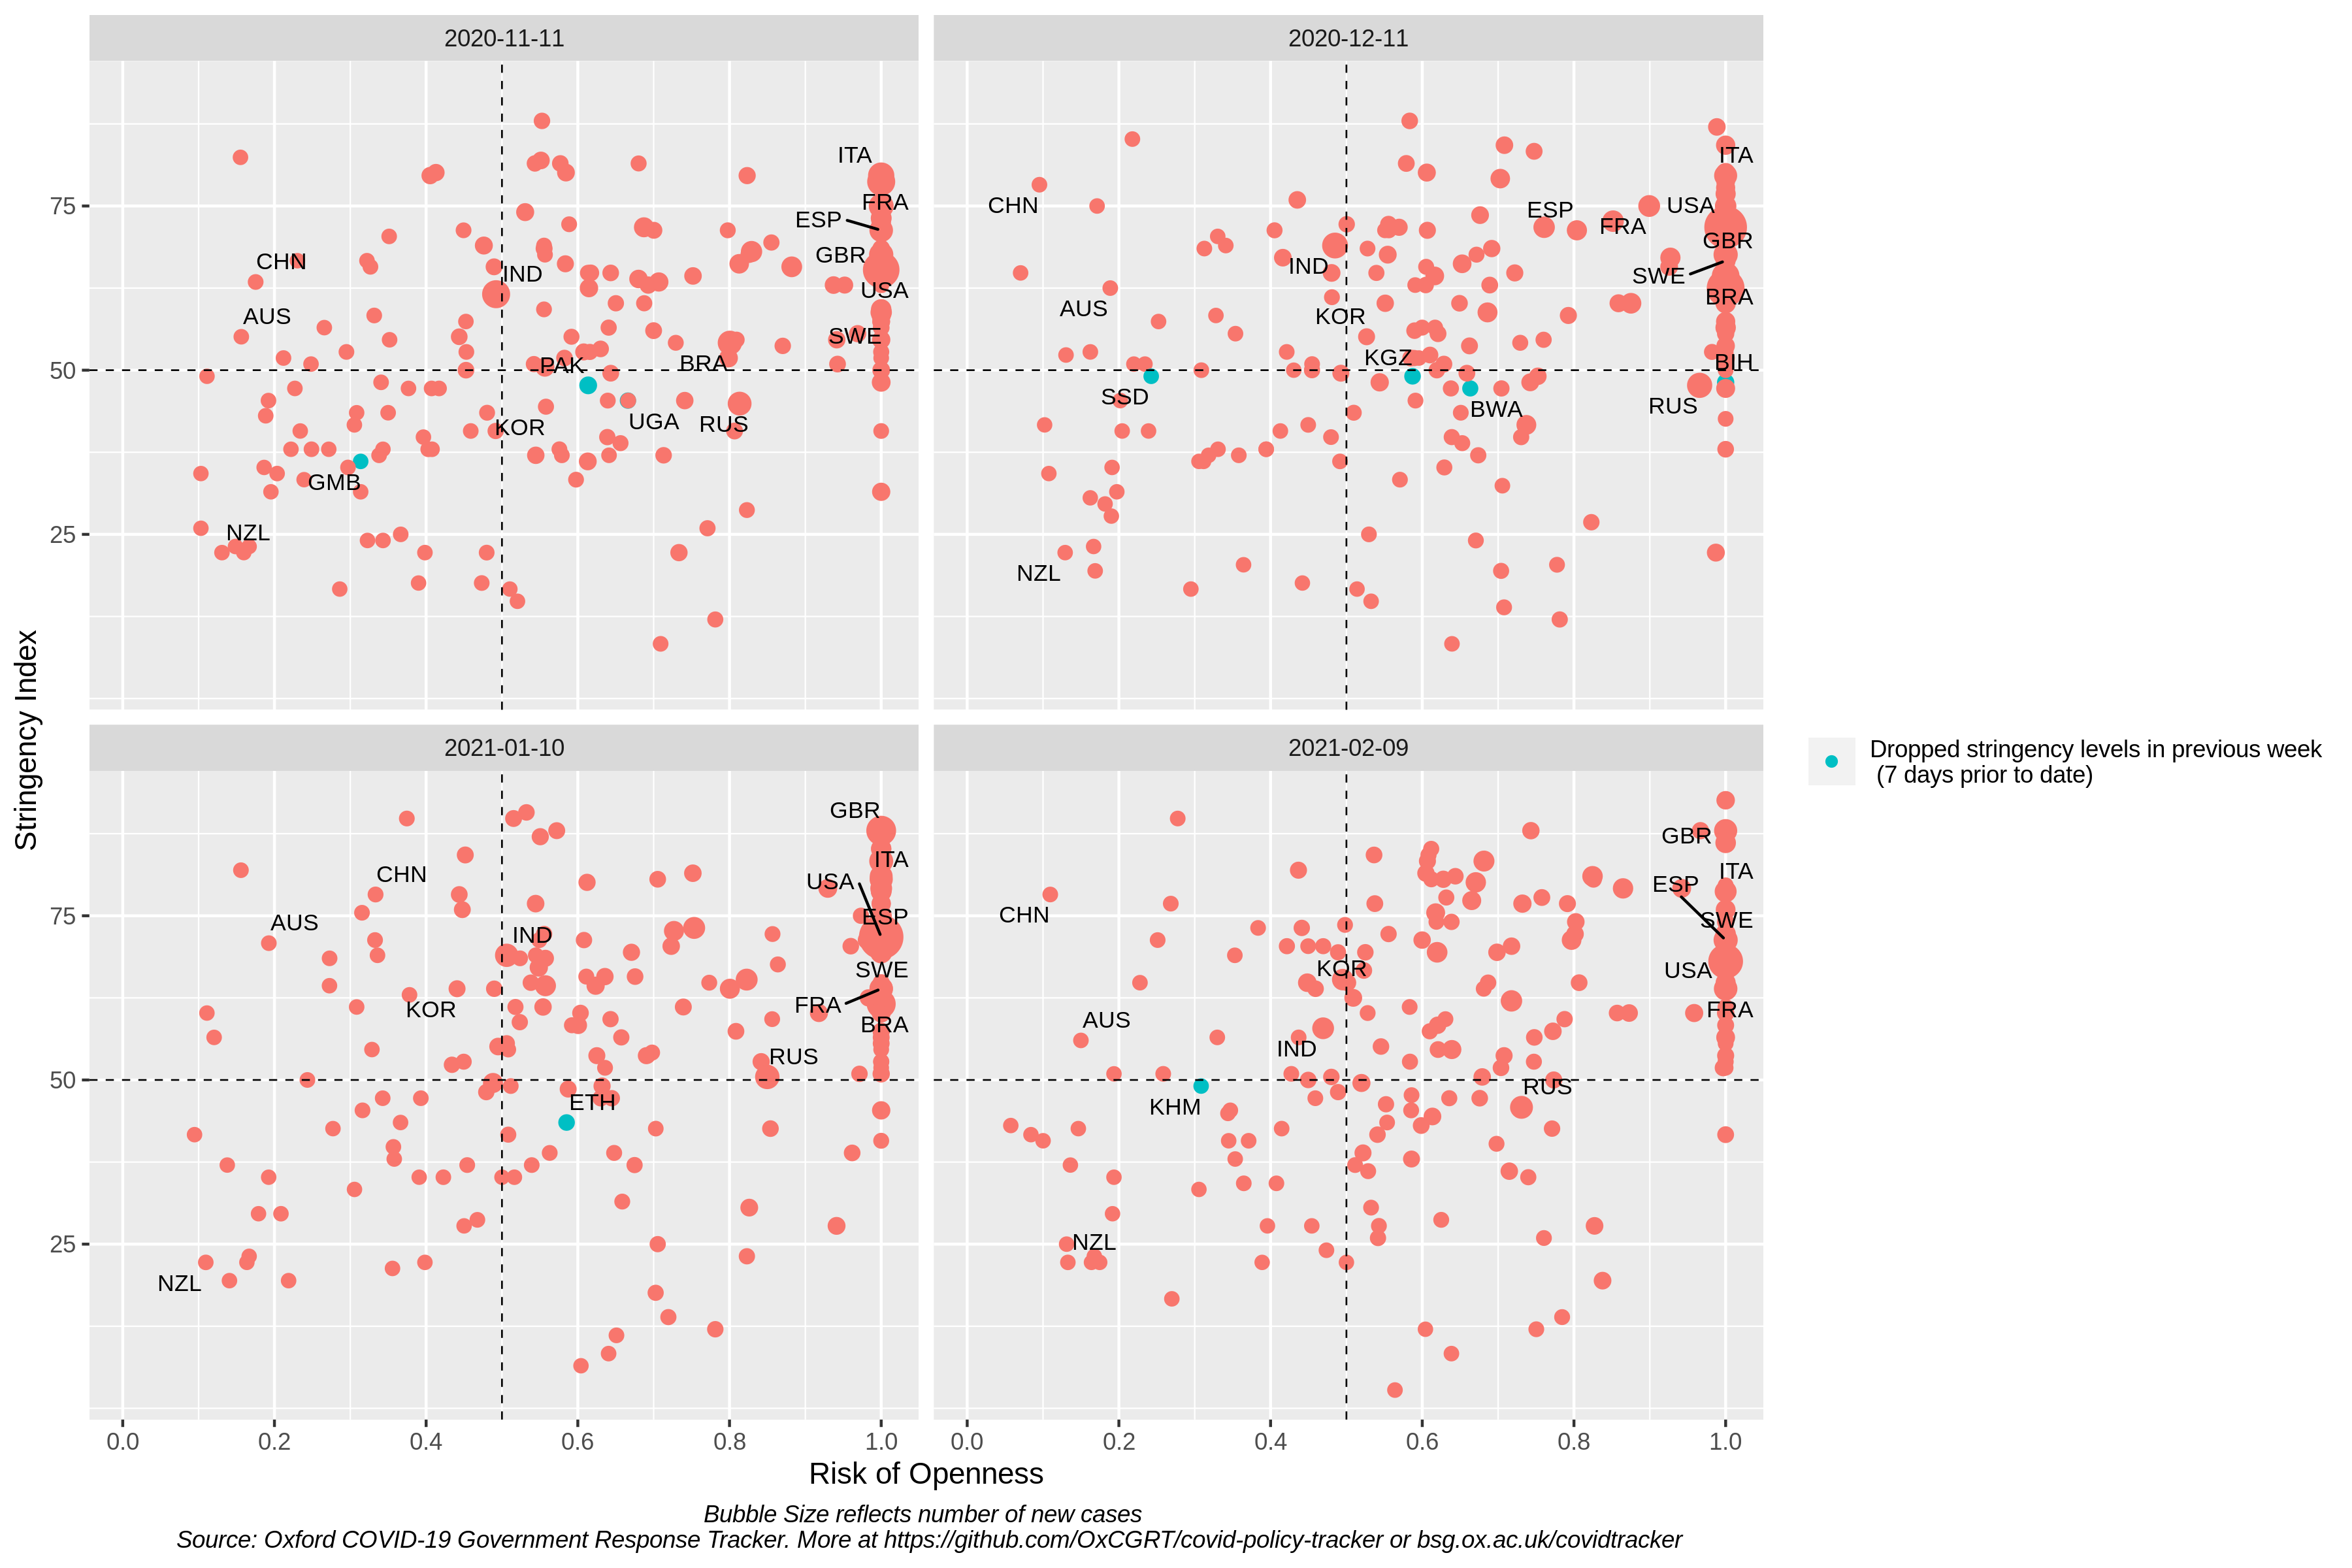 2020-11-11
2020-12-11
ITA
FRA
ESP
CHN
GBR
IND
USA
AUS
SWE
PAK
BRA
UGA
KOR
RUS
GMB
NZL
ITA
CHN
ESP
USA
FRA
GBR
IND
SWE
AUS
BRA
KOR
KGZ
BIH
SSD
BWA
RUS
NZL
75
50
25
Stringency Index
2021-01-10
2021-02-09
GBR
ITA
CHN
USA
AUS
ESP
IND
SWE
KOR
FRA
BRA
RUS
ETH
NZL
GBR
ITA
ESP
CHN
SWE
KOR
USA
AUS
FRA
IND
RUS
KHM
NZL
75
50
25
0.0
0.2
0.4
0.6
0.8
1.0
0.0
0.2
0.4
0.6
0.8
1.0
Risk of Openness
Dropped stringency levels in previous week
(7 days prior to date)
Bubble Size reflects number of new cases
Source: Oxford COVID-19 Government Response Tracker. More at https://github.com/OxCGRT/covid-policy-tracker or bsg.ox.ac.uk/covidtracker